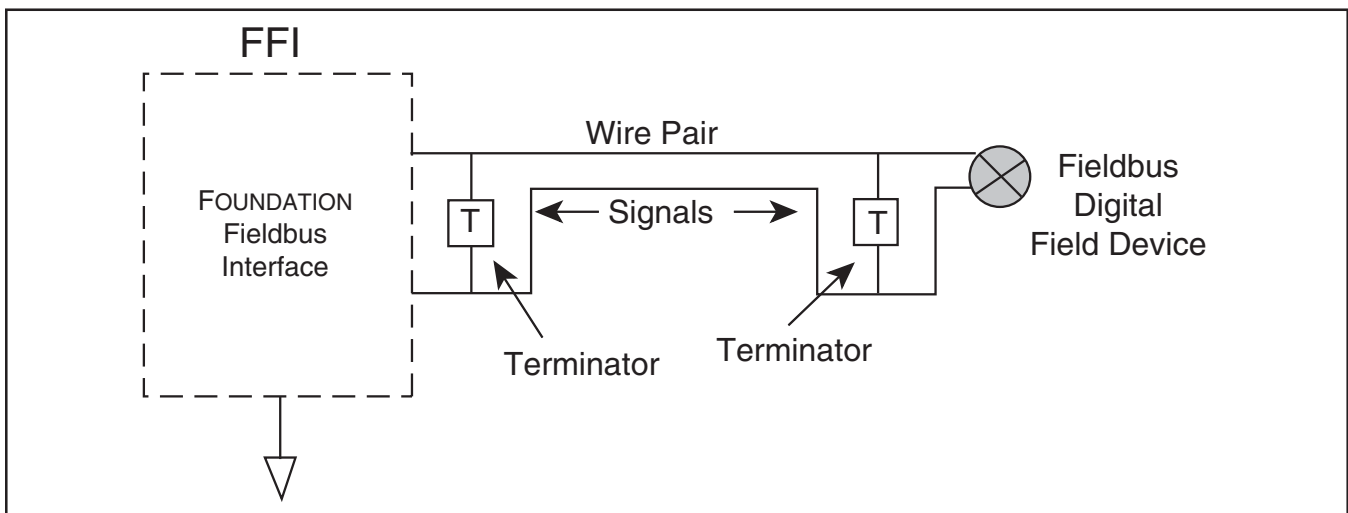 FFI
FOUNDATION
Fieldbus
Interface
Wire Pair
T
Signals
T
Terminator
Terminator
Fieldbus
Digital
Field Device